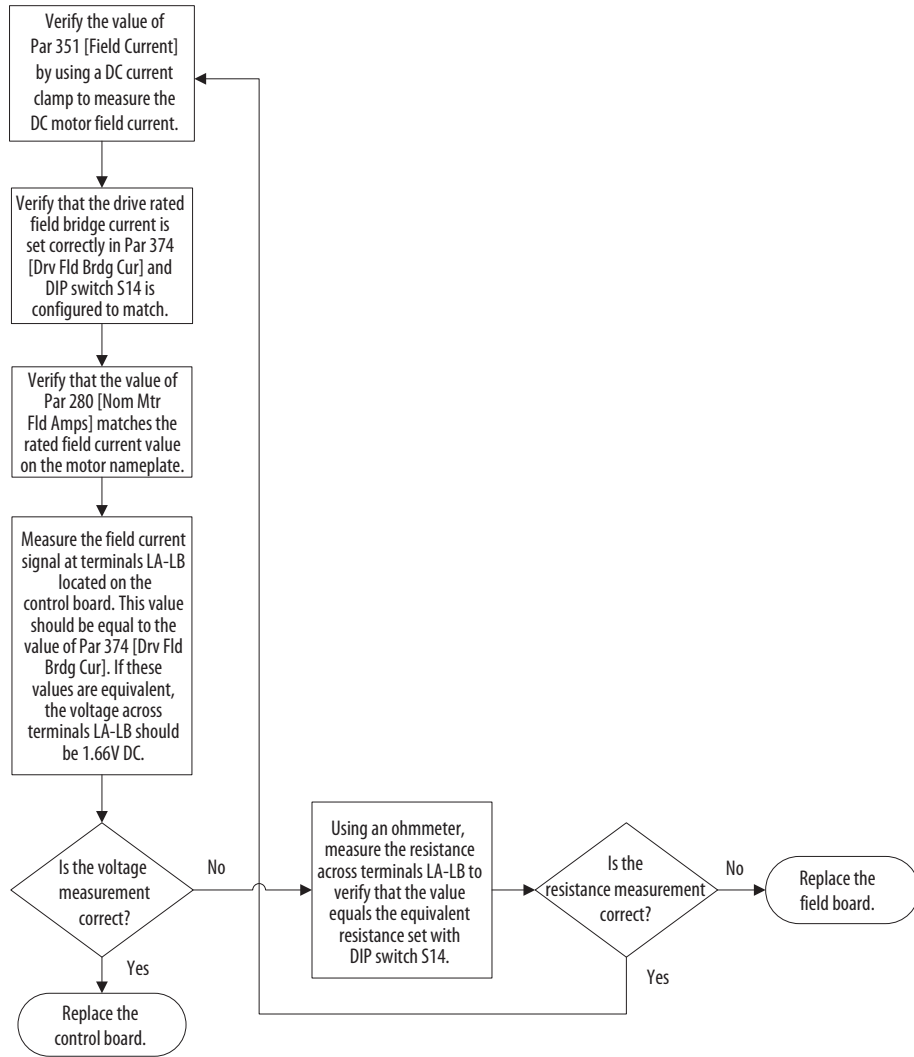 Verify the value of
Par 351 [Field Current]
by using a DC current
clamp to measure the
DC motor field current.
Verify that the drive rated
field bridge current is
set correctly in Par 374
[Drv Fld Brdg Cur] and
DIP switch S14 is
configured to match.
Verify that the value of
Par 280 [Nom Mtr
Fld Amps] matches the
rated field current value
on the motor nameplate.
Measure the field current
signal at terminals LA-LB
located on the
control board. This value
should be equal to the
value of Par 374 [Drv Fld
Brdg Cur]. If these
values are equivalent,
the voltage across
terminals LA-LB should
be 1.66V DC.
Is the voltage
measurement
correct?
No
Using an ohmmeter,
measure the resistance
across terminals LA-LB to
verify that the value
equals the equivalent
resistance set with
DIP switch S14.
Is the
resistance measurement
correct?
No
Replace the
field board.
Yes
Yes
Replace the
control board.